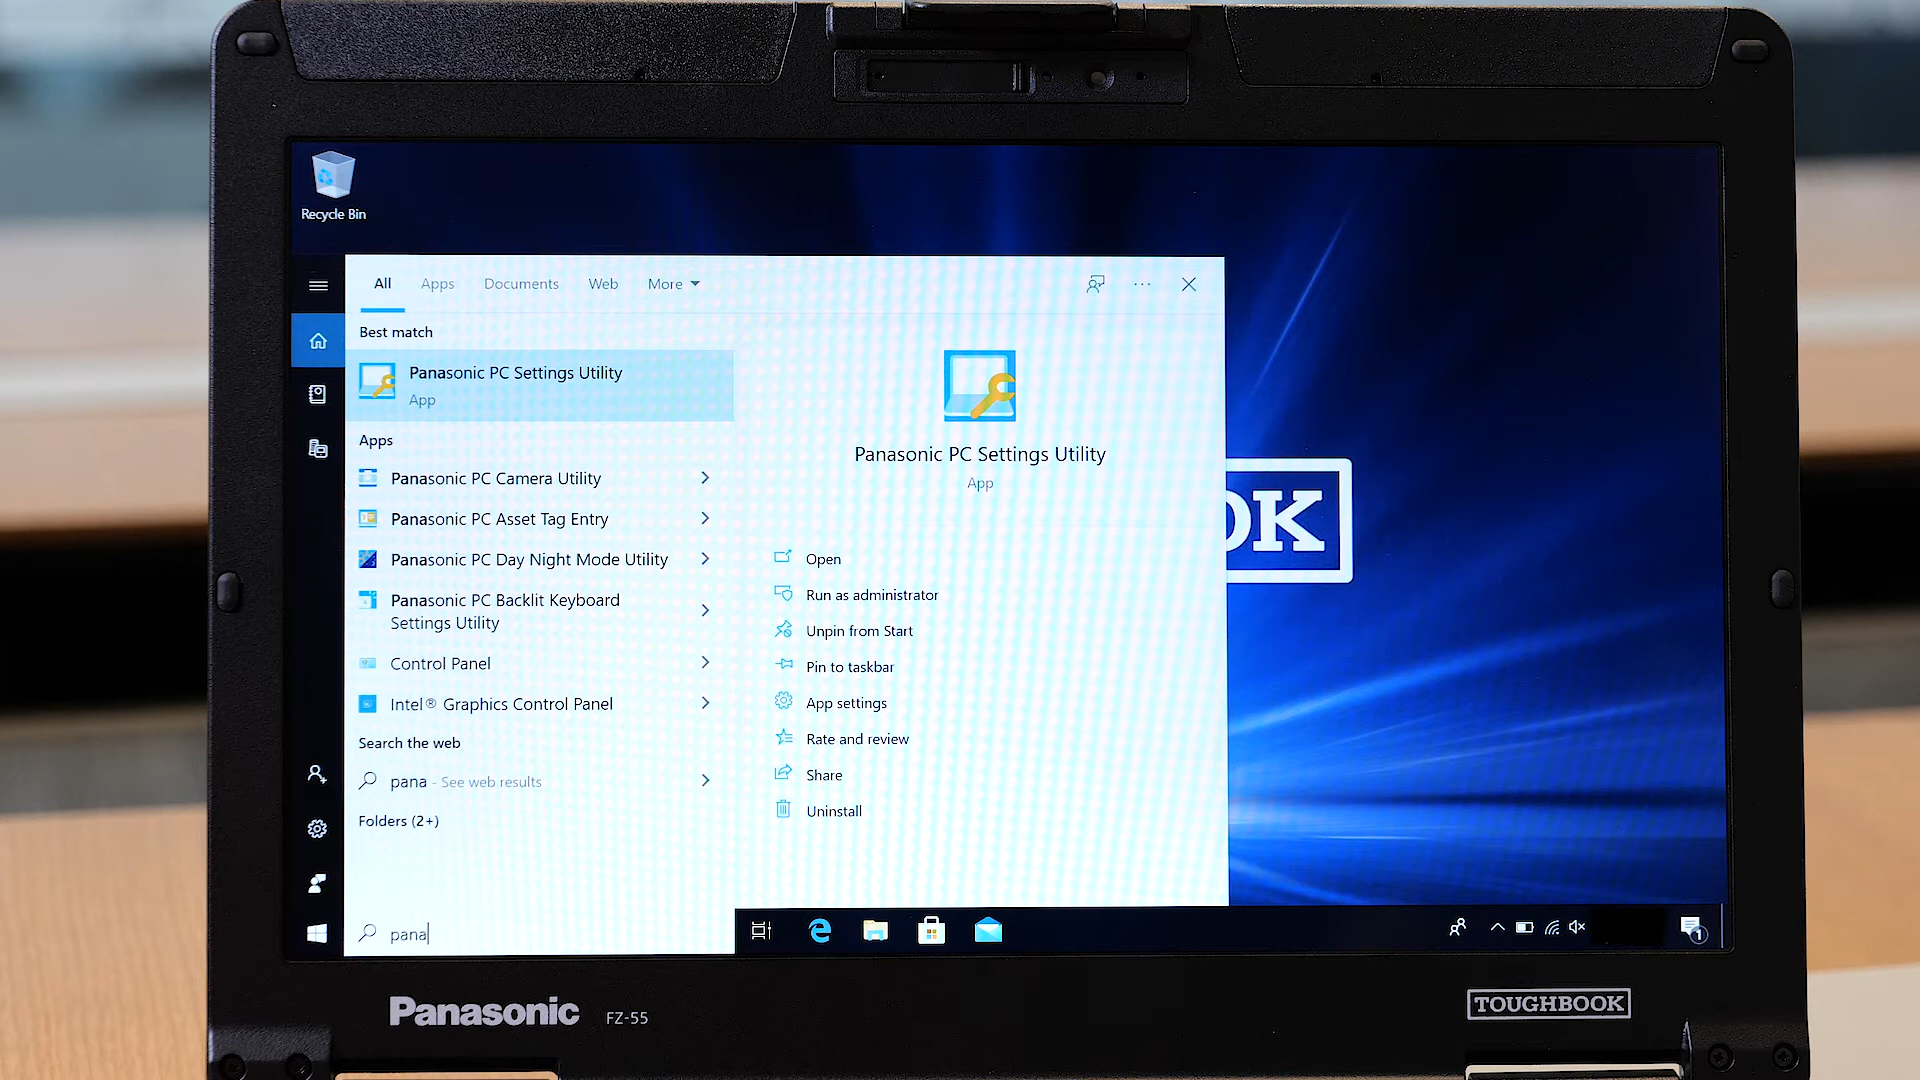 Recycle Bin
All Apps Documents Web More
Best match
Panasonic PC Settings Utility
App
Apps
Panasonic PC Camera Utility
Panasonic PC Asset Tag Entry
Panasonic PC Day Night Mode Utility
Panasonic PC Backlit Keyboard
Settings Utility
Control Panel
Intel® Graphics Control Panel
Search the web
pana - See web results
Folders (2+)
pana
Panasonic PC Settings Utility
App
Open
Run as administrator
Unpin from Start
Pin to taskbar
App settings
Rate and review
Share
Uninstall
OK
1
Panasonic FZ-55
TOUGHBOOK